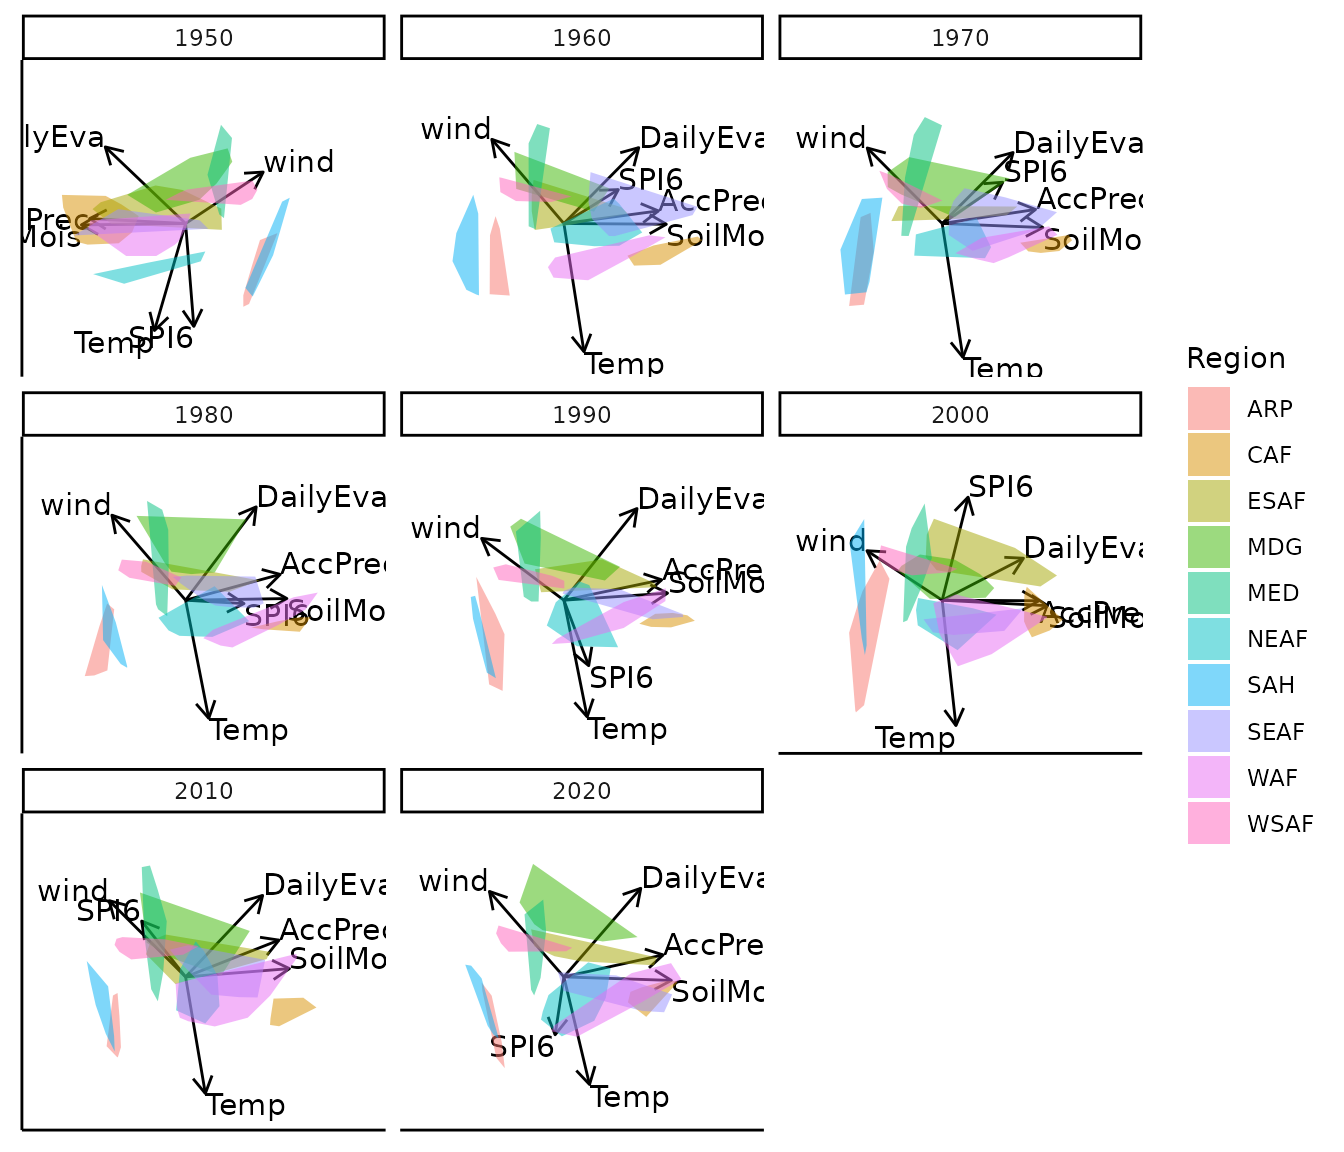 1950
1960
1970
lyEva
wind
Prec
Mois
Temp
SPI6
wind
DailyEva
SPI6
AccPrec
SoilMo
Temp
wind
DailyEva
SPI6
AccPrec
SoilMo
Temp
1980
1990
2000
wind
DailyEva
AccPrec
SPI6
SoilMo
Temp
wind
DailyEva
AccPre
SoilMo
SPI6
Temp
SPI6
wind
DailyEva
AccPre
SoilMo
Temp
2010
2020
wind
SPI6
DailyEva
AccPrec
SoilMo
Temp
wind
DailyEva
AccPre
SoilMo
SPI6
Temp
Region
ARP
CAF
ESAF
MDG
MED
NEAF
SAH
SEAF
WAF
WSAF